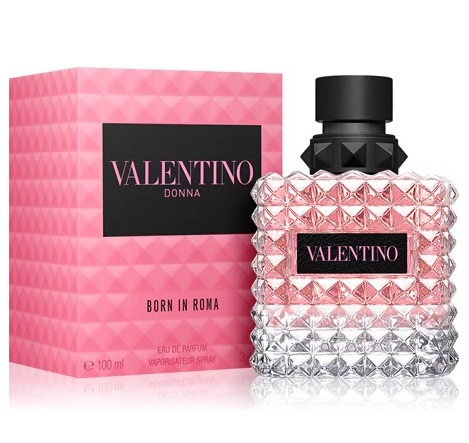 VALENTINO
DONNA
BORN IN ROMA
EAU DE PARFUM
VAPORISATEUR SPRAY
℮ 100 ml
VALENTINO